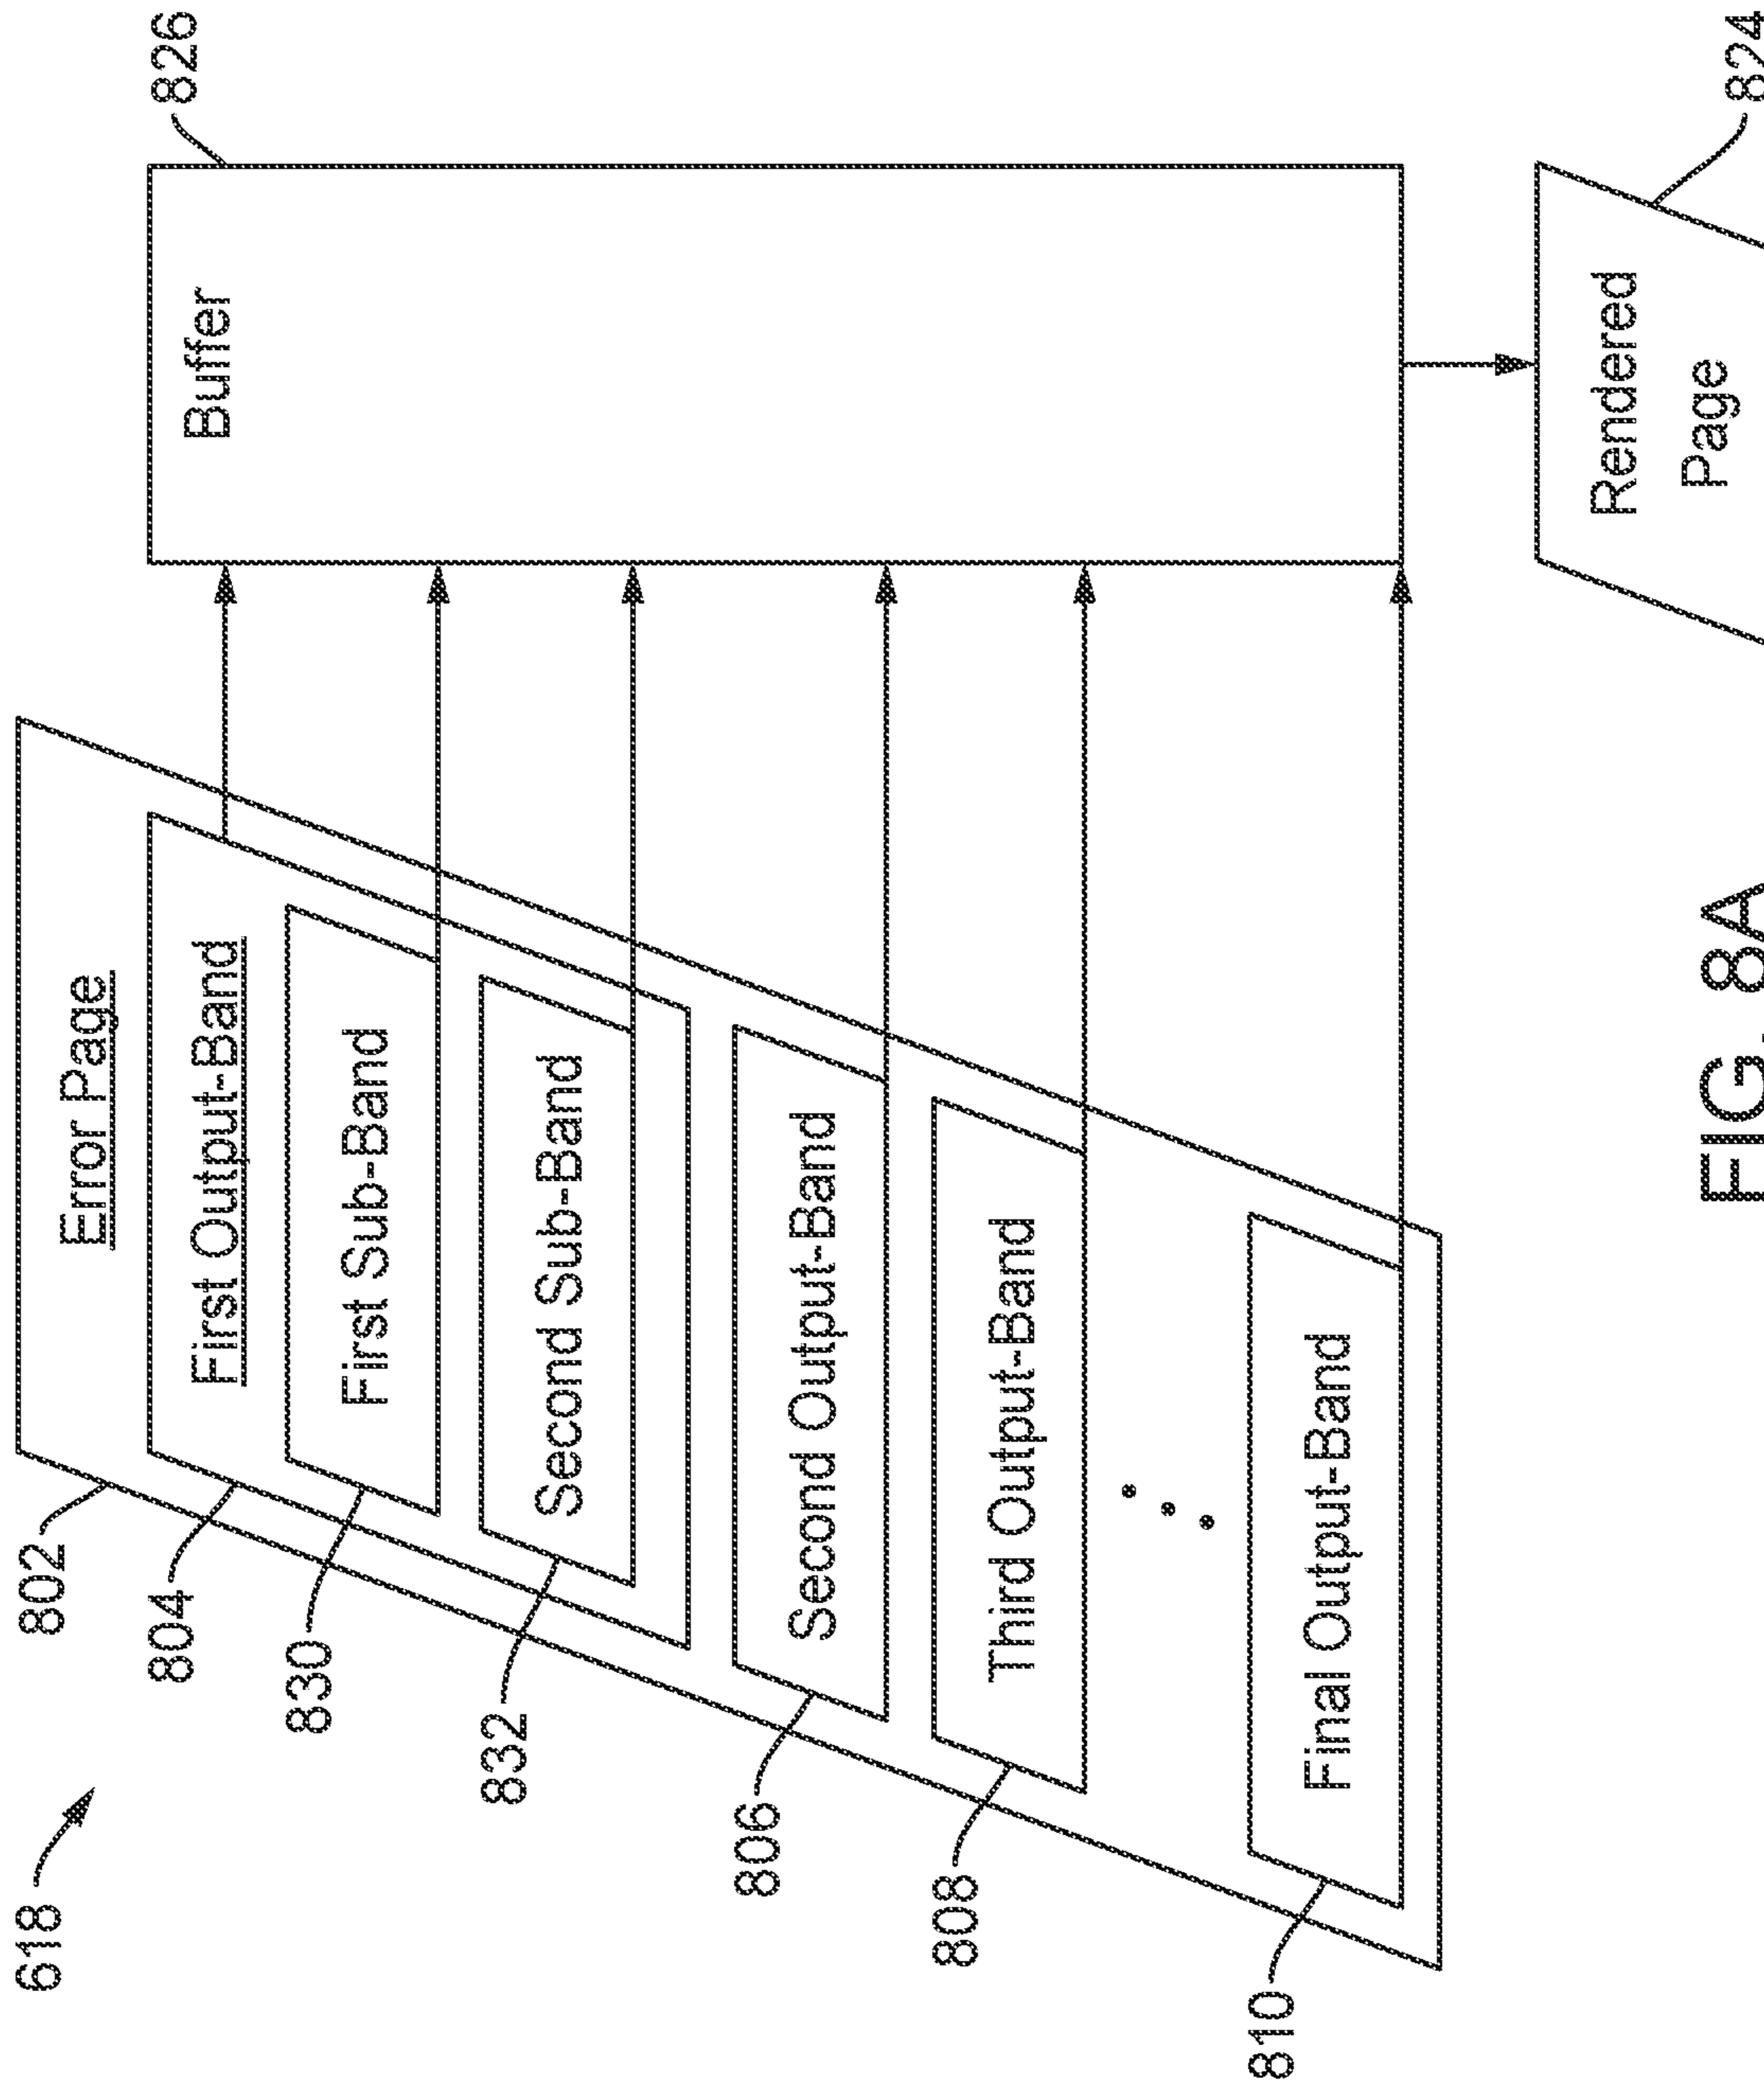 618
802
Error Page
804
First Output-Band
830
First Sub-Band
832
Second Sub-Band
806
Second Output-Band
808
Third Output-Band
810
Final Output-Band
Buffer
826
Rendered
Page
824
FIG. 8A